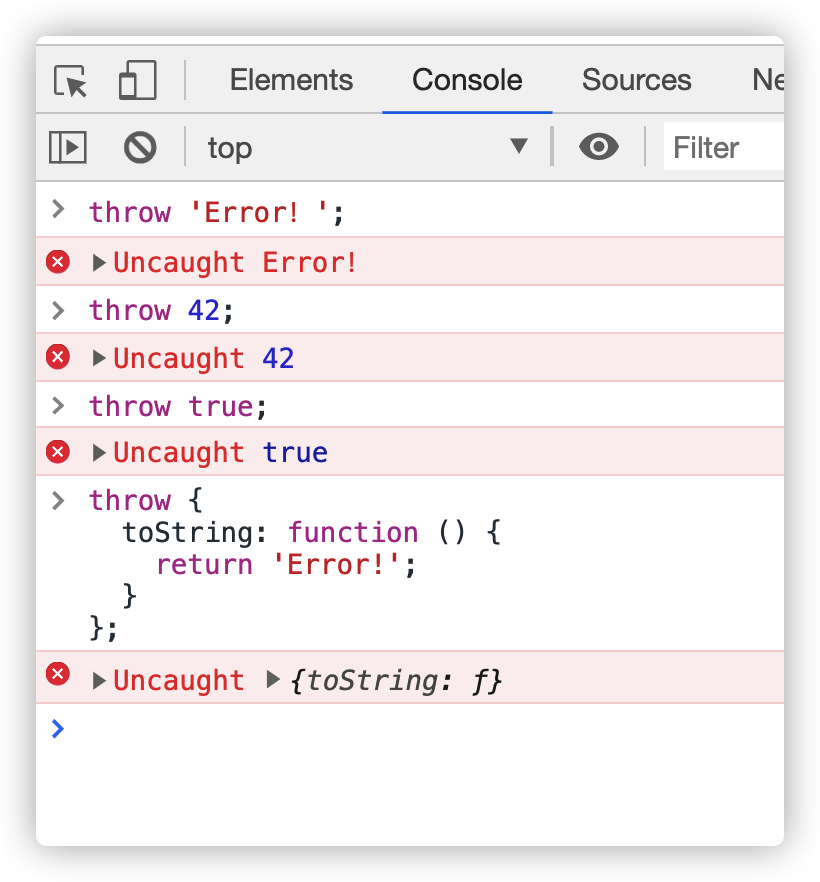 Elements Console Sources Ne
top ▼ Filter
> throw 'Error! ';
▶Uncaught Error!
> throw 42;
▶Uncaught 42
> throw true;
▶Uncaught true
> throw {
toString: function () {
return 'Error!';
}
};
▶Uncaught ▶{toString: ƒ}
>